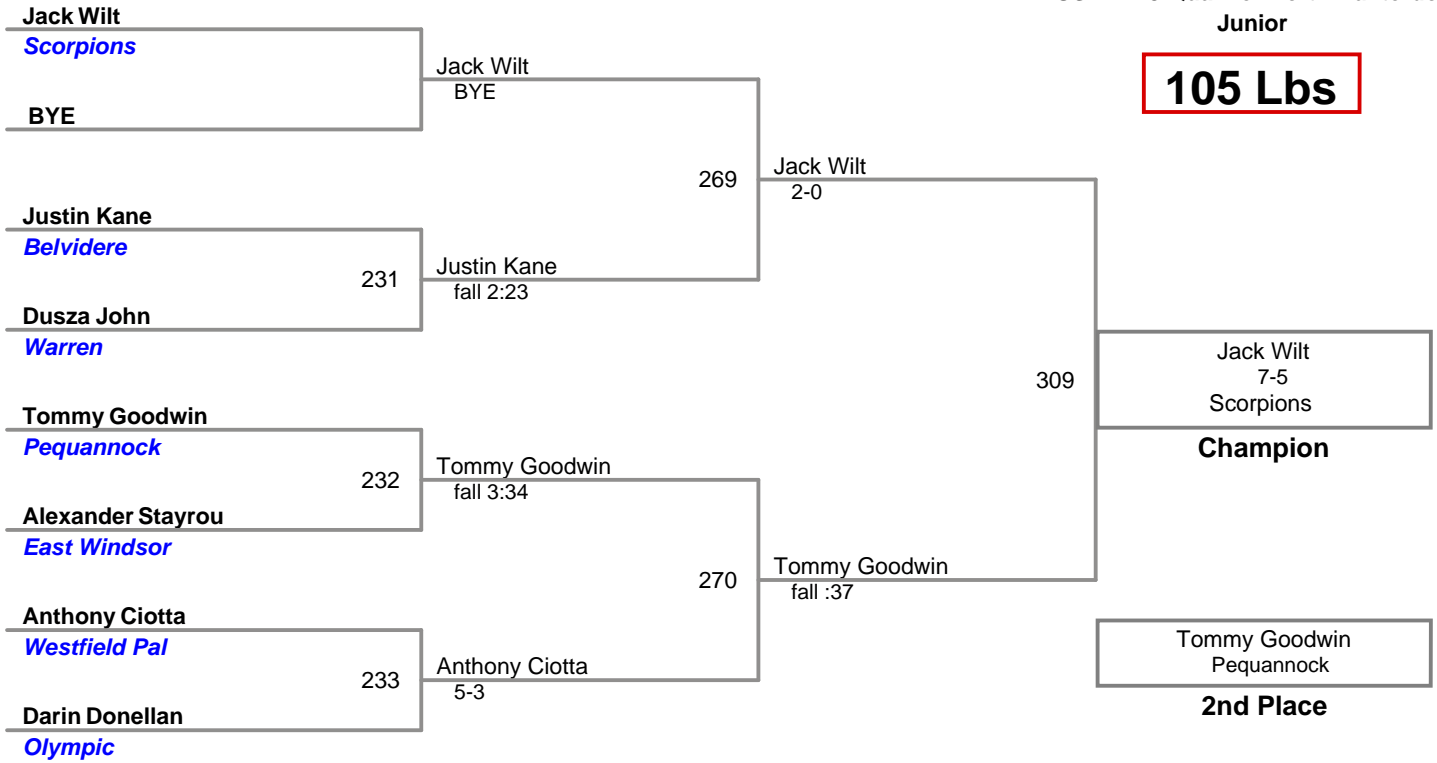 Junior
105 Lbs
Jack Wilt
Scorpions
BYE
Jack Wilt
BYE
Justin Kane
Belvidere
231
Dusza John
Warren
Justin Kane
fall 2:23
269
Jack Wilt
2-0
Tommy Goodwin
Pequannock
232
Alexander Stayrou
East Windsor
Tommy Goodwin
fall 3:34
Anthony Ciotta
Westfield Pal
233
Darin Donellan
Olympic
Anthony Ciotta
5-3
270
Tommy Goodwin
fall :37
309
Jack Wilt
7-5
Scorpions
Champion
Tommy Goodwin
Pequannock
2nd Place